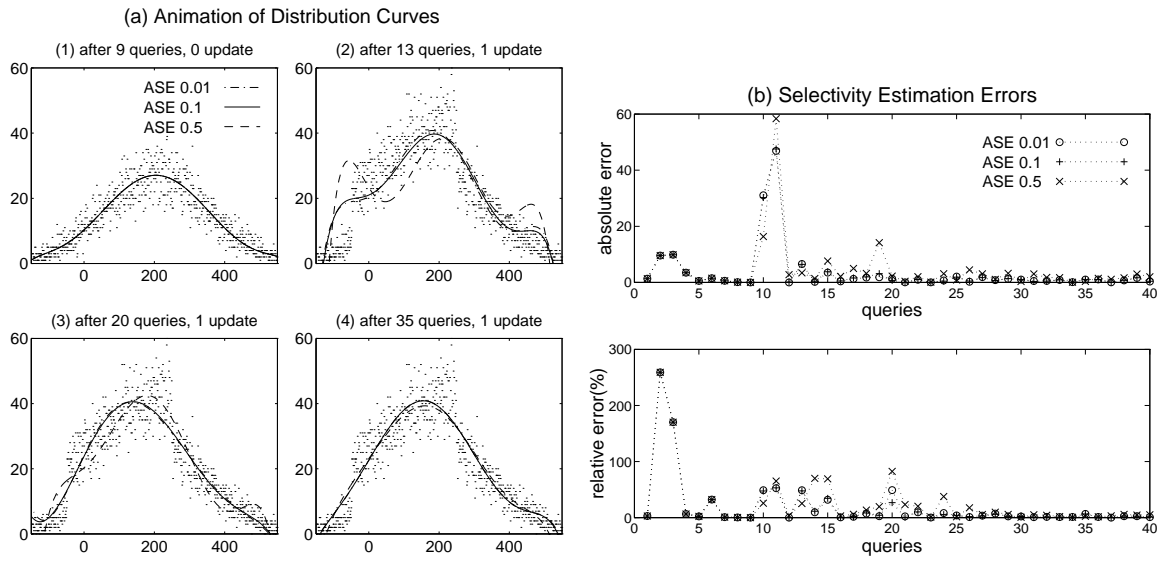 (a) Animation of Distribution Curves
(1) after 9 queries, 0 update
60
40
20
0
0 200 400
ASE 0.01
ASE 0.1
ASE 0.5
(2) after 13 queries, 1 update
60
40
20
0
0 200 400
(3) after 20 queries, 1 update
60
40
20
0
0 200 400
(4) after 35 queries, 1 update
60
40
20
0
0 200 400
(b) Selectivity Estimation Errors
absolute error
60
40
20
0
ASE 0.01
ASE 0.1
ASE 0.5
0 5 10 15 20 25 30 35 40
queries
relative error(%)
300
200
100
0
0 5 10 15 20 25 30 35 40
queries